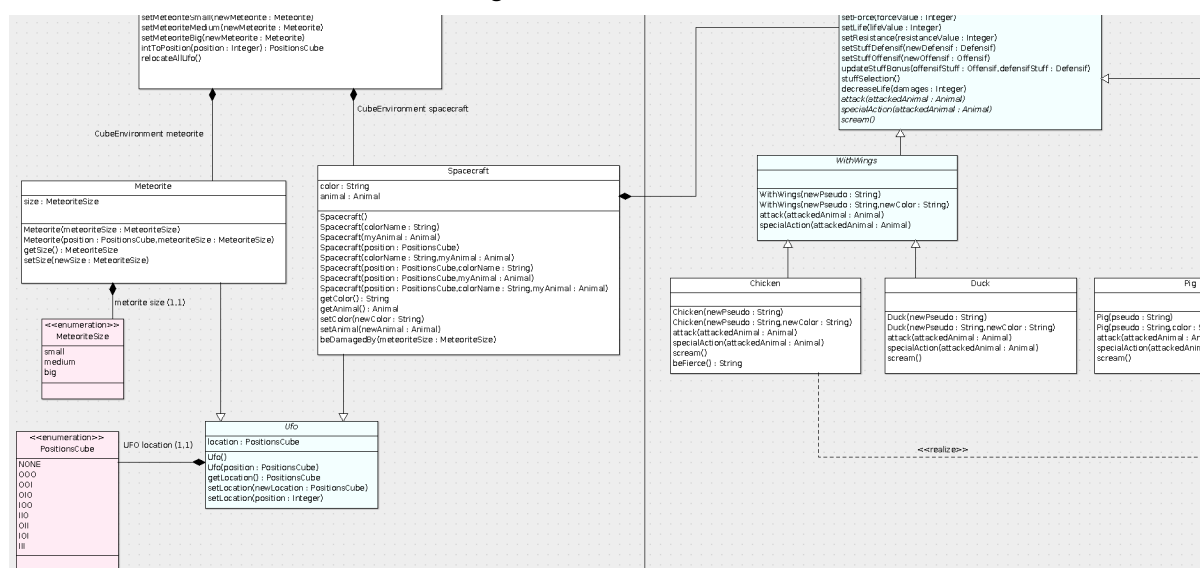 setMeteoriteSmall(newMeteorite : Meteorite)
setMeteoriteMedium(newMeteorite : Meteorite)
setMeteoriteBig(newMeteorite : Meteorite)
intToPosition(position : Integer) : PositionsCube
relocateAllUfo()
CubeEnvironment meteorite
CubeEnvironment spacecraft
Meteorite
size : MeteoriteSize
Meteorite(meteoriteSize : MeteoriteSize)
Meteorite(position : PositionsCube,meteoriteSize : MeteoriteSize)
getSize() : MeteoriteSize
setSize(newSize : MeteoriteSize)
metorite size (1,1)
<<enumeration>>
MeteoriteSize
small
medium
big
Spacecraft
color : String
animal : Animal
Spacecraft()
Spacecraft(colorName : String)
Spacecraft(myAnimal : Animal)
Spacecraft(position : PositionsCube)
Spacecraft(colorName : String,myAnimal : Animal)
Spacecraft(position : PositionsCube,colorName : String)
Spacecraft(position : PositionsCube,myAnimal : Animal)
Spacecraft(position : PositionsCube,colorName : String,myAnimal : Animal)
getColor() : String
getAnimal() : Animal
setColor(newColor : String)
setAnimal(newAnimal : Animal)
beDamagedBy(meteoriteSize : MeteoriteSize)
<<enumeration>>
PositionsCube
NONE
OOO
OOI
OIO
IOO
IIO
OII
IOI
III
UFO location (1,1)
Ufo
location : PositionsCube
Ufo()
Ufo(position : PositionsCube)
getLocation() : PositionsCube
setLocation(newLocation : PositionsCube)
setLocation(position : Integer)
setForce(forceValue : Integer)
setLife(lifeValue : Integer)
setResistance(resistanceValue : Integer)
setStuffDefensif(newDefensif : Defensif)
setStuffOffensif(newOffensif : Offensif)
updateStuffBonus(offensifStuff : Offensif,defensifStuff : Defensif)
stuffSelection()
decreaseLife(damages : Integer)
attack(attackedAnimal : Animal)
specialAction(attackedAnimal : Animal)
scream()
WithWings
WithWings(newPseudo : String)
WithWings(newPseudo : String,newColor : String)
attack(attackedAnimal : Animal)
specialAction(attackedAnimal : Animal)
Chicken
Chicken(newPseudo : String)
Chicken(newPseudo : String,newColor : String)
attack(attackedAnimal : Animal)
specialAction(attackedAnimal : Animal)
scream()
beFierce() : String
Duck
Duck(newPseudo : String)
Duck(newPseudo : String,newColor : String)
attack(attackedAnimal : Animal)
specialAction(attackedAnimal : Animal)
scream()
Pig
Pig(pseudo : String)
Pig(pseudo : String,color :
attack(attackedAnimal : An
specialAction(attackedAnim
scream()
<<realize>>